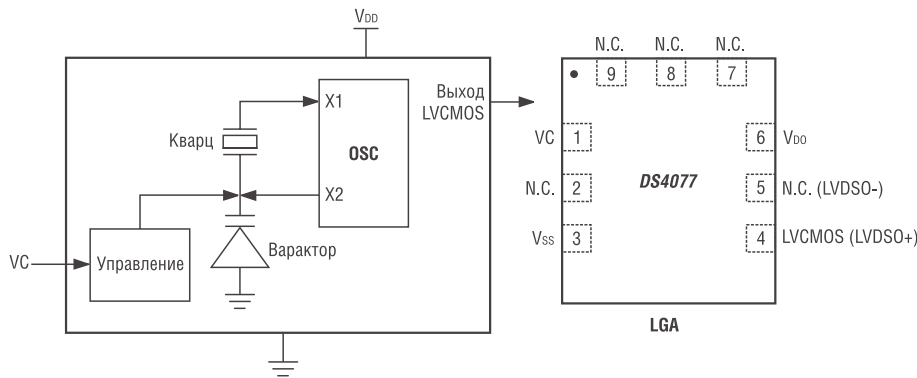 VDD
X1
X2
OSC
Кварц
Варактор
Управление
VC
Выход
LVCMOS
N.C.
N.C.
N.C.
9
8
7
VC
1
6
VDO
N.C.
2
DS4077
5
N.C. (LVDSO-)
VSS
3
4
LVCMOS (LVDSO+)
LGA